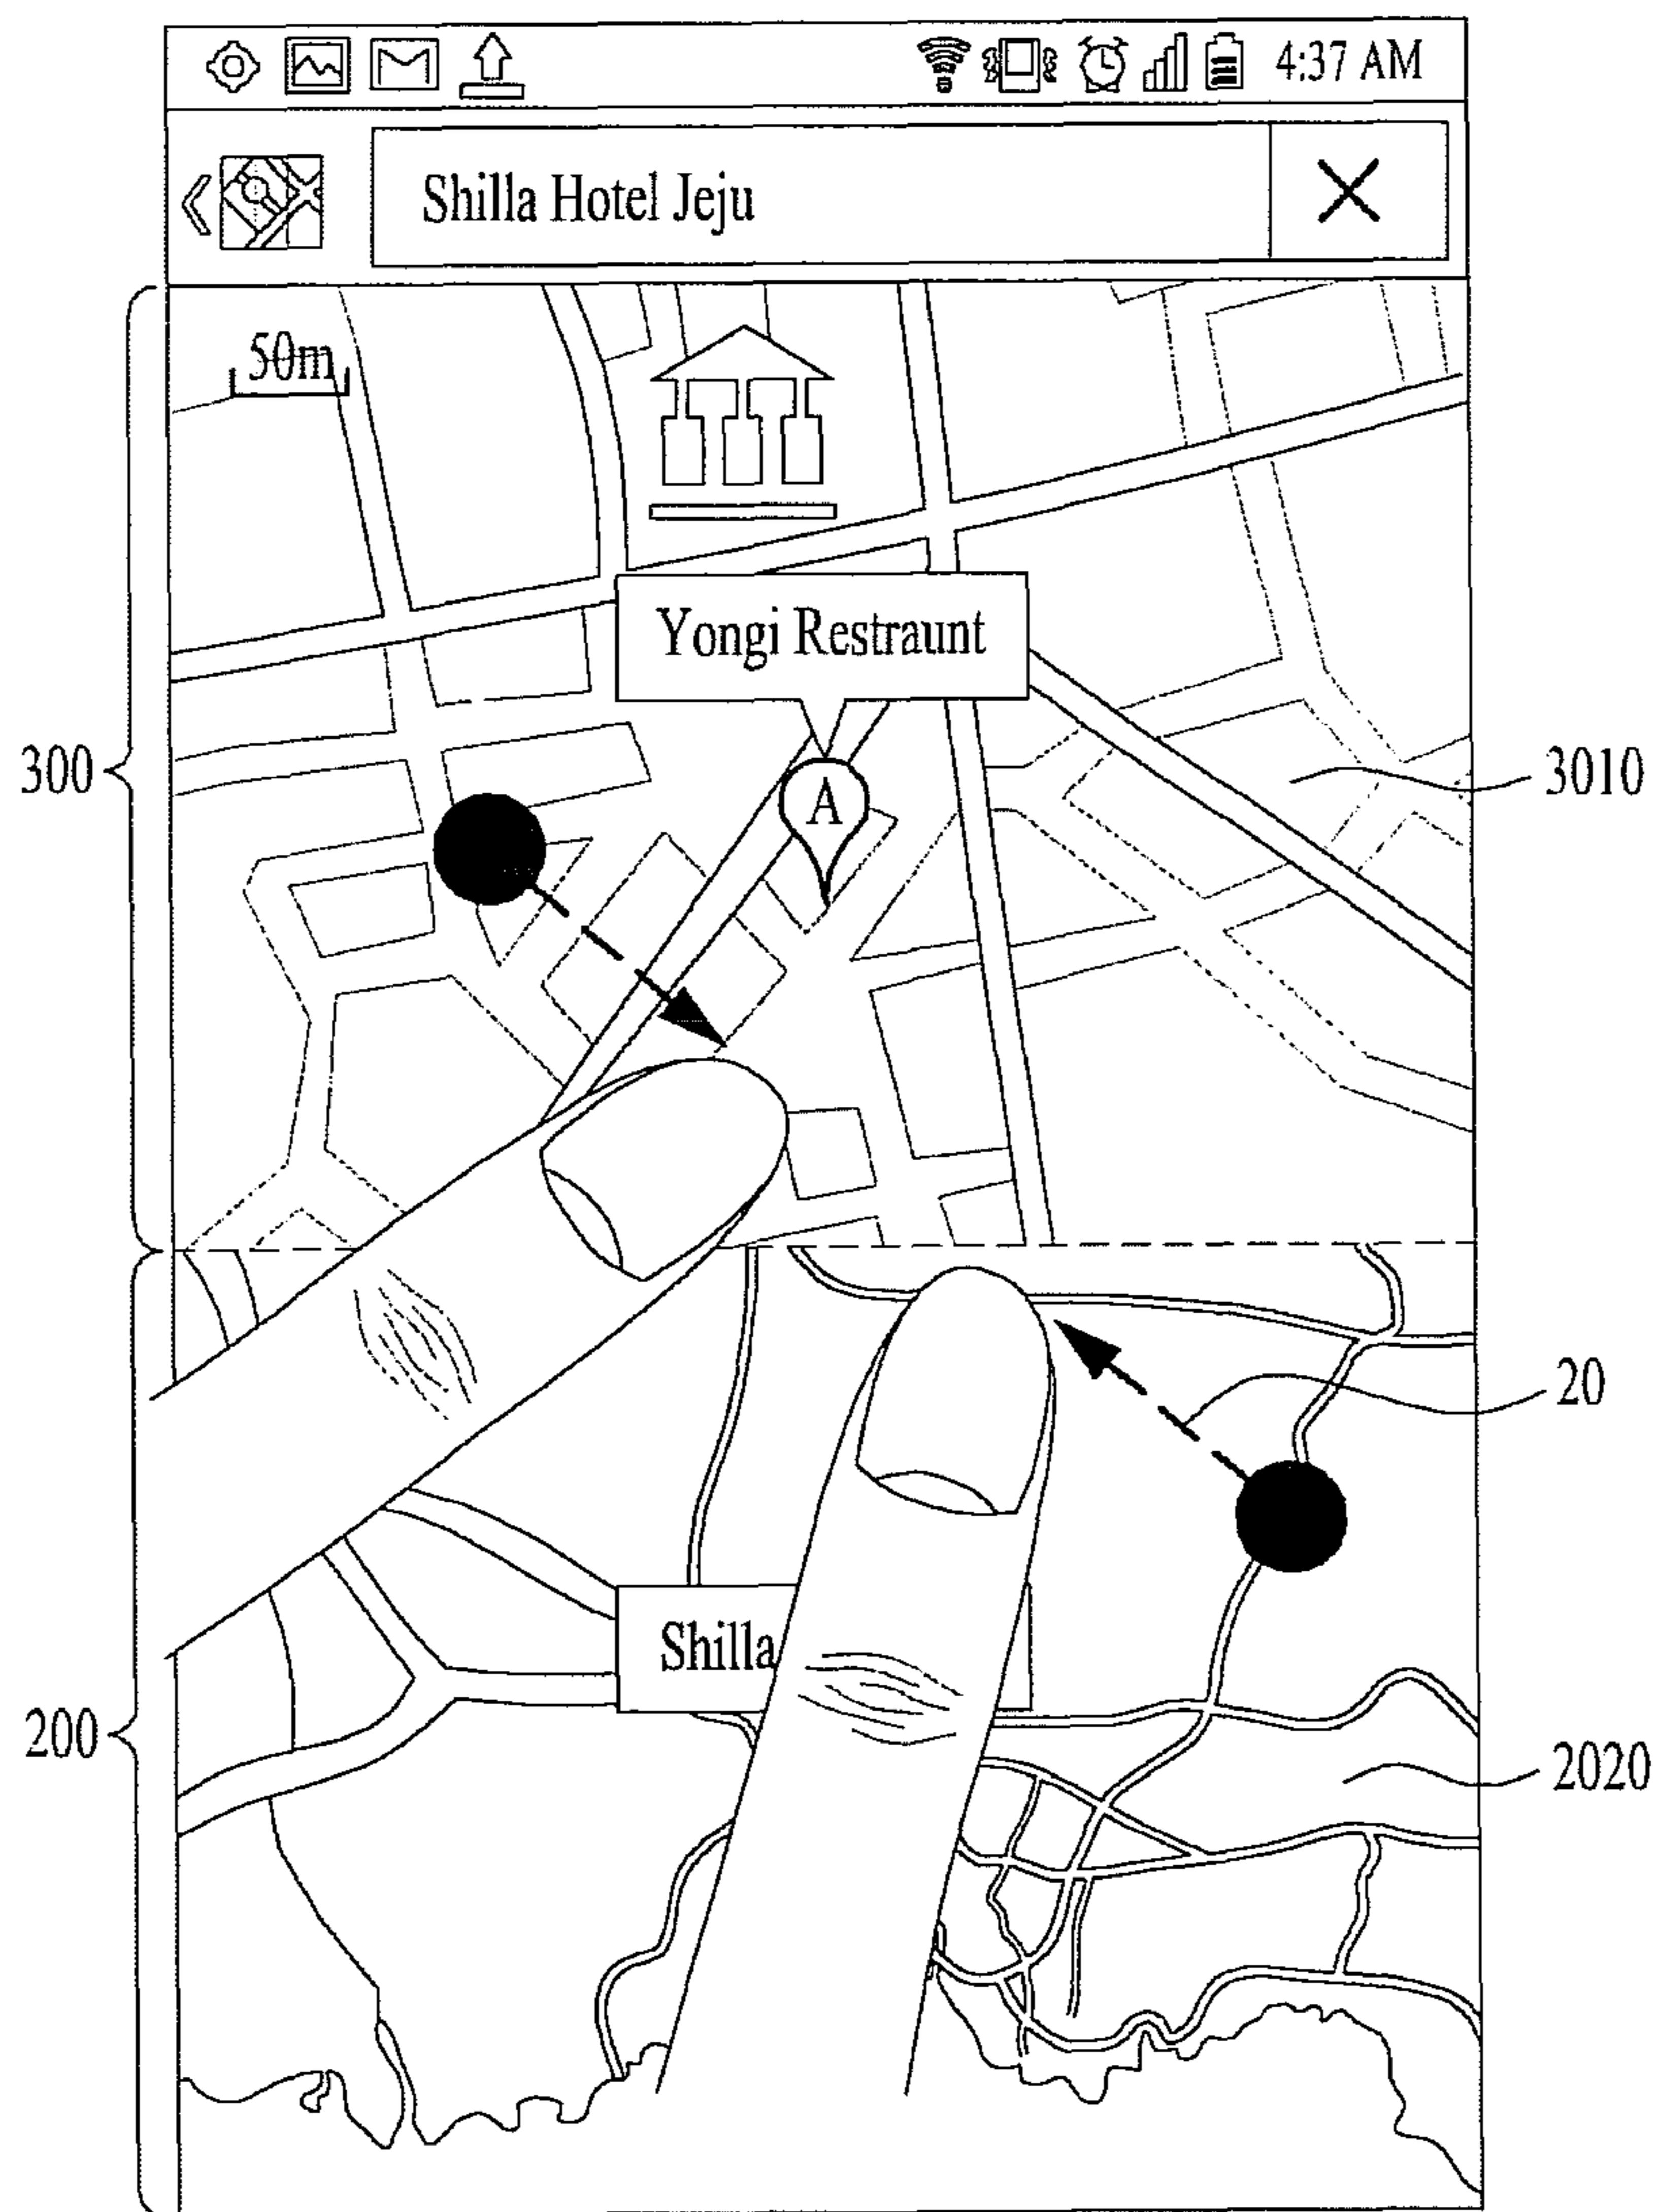 4:37 AM
Shilla Hotel Jeju
50m
Yongi Restraunt
300
3010
A
20
Shilla
200
2020